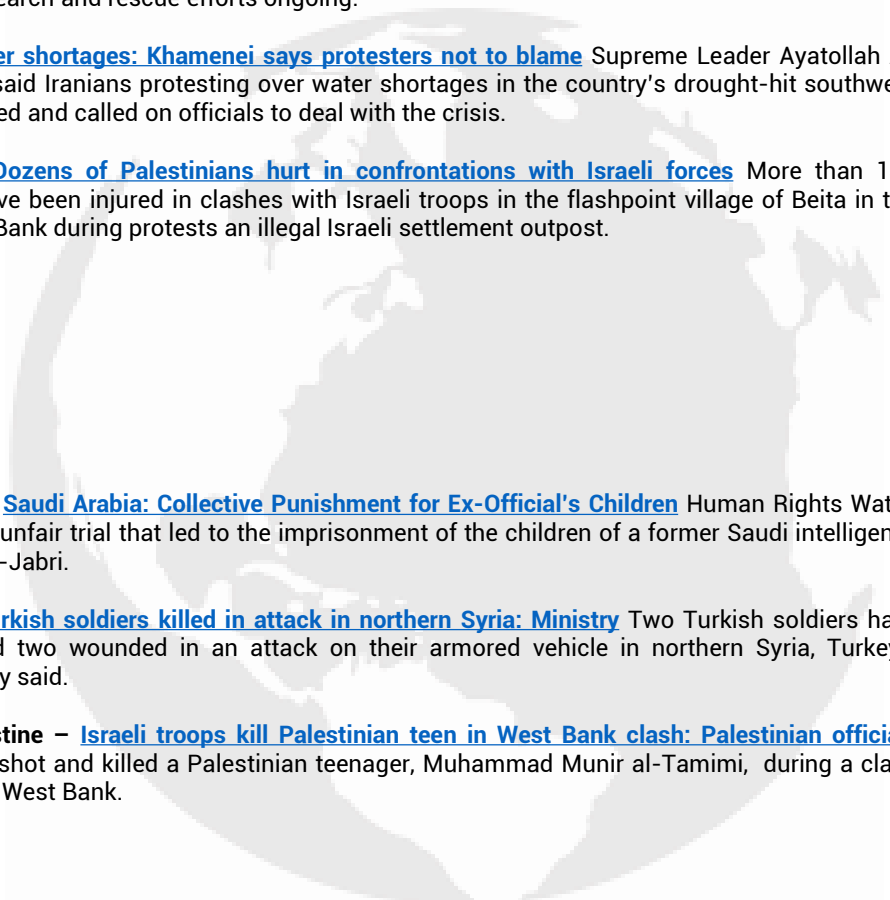 earch and rescue efforts ongoing.
er shortages: Khamenei says protesters not to blame Supreme Leader Ayatollah
said Iranians protesting over water shortages in the country's drought-hit southwe
ed and called on officials to deal with the crisis.
Dozens of Palestinians hurt in confrontations with Israeli forces More than 1
ve been injured in clashes with Israeli troops in the flashpoint village of Beita in t
Bank during protests an illegal Israeli settlement outpost.
Saudi Arabia: Collective Punishment for Ex-Official's Children Human Rights Wat
unfair trial that led to the imprisonment of the children of a former Saudi intelligen
-Jabri.
rkish soldiers killed in attack in northern Syria: Ministry Two Turkish soldiers ha
d two wounded in an attack on their armored vehicle in northern Syria, Turkey
y said.
stine – Israeli troops kill Palestinian teen in West Bank clash: Palestinian officia
shot and killed a Palestinian teenager, Muhammad Munir al-Tamimi, during a cla
West Bank.